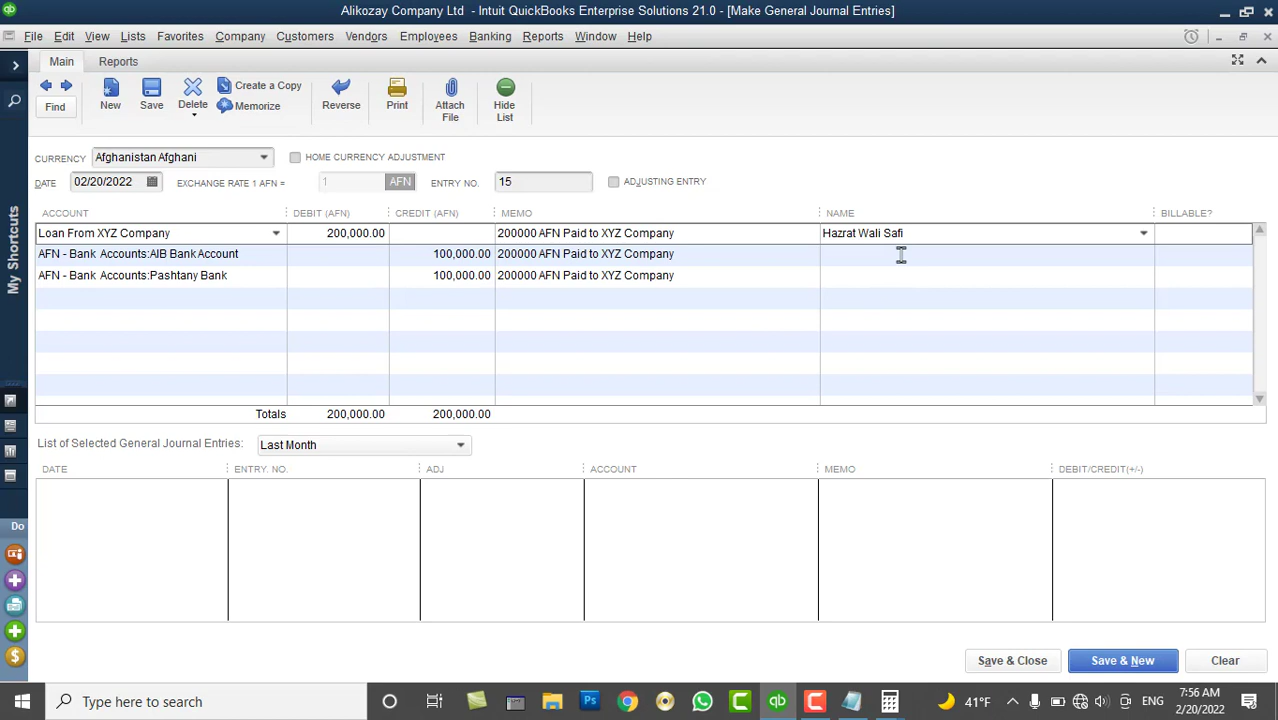 Alikozay Company Ltd - Intuit QuickBooks Enterprise Solutions 21.0 - [Make General Journal Entries]
File Edit View Lists Favorites Company Customers Vendors Employees Banking Reports Window Help
Main Reports
Find New Save Delete Create a Copy Memorize Reverse Print Attach File Hide List
CURRENCY Afghanistan Afghani HOME CURRENCY ADJUSTMENT
DATE 02/20/2022 EXCHANGE RATE 1 AFN = 1 AFN ENTRY NO. 15 ADJUSTING ENTRY
ACCOUNT DEBIT (AFN) CREDIT (AFN) MEMO NAME BILLABLE?
Loan From XYZ Company 200,000.00 200000 AFN Paid to XYZ Company Hazrat Wali Safi
AFN - Bank Accounts:AIB Bank Account 100,000.00 200000 AFN Paid to XYZ Company
AFN - Bank Accounts:Pashtany Bank 100,000.00 200000 AFN Paid to XYZ Company
Totals 200,000.00 200,000.00
List of Selected General Journal Entries: Last Month
DATE ENTRY. NO. ADJ ACCOUNT MEMO DEBIT/CREDIT(+/-)
Save & Close Save & New Clear
My Shortcuts
Do
Type here to search
41°F ENG 7:56 AM
2/20/2022